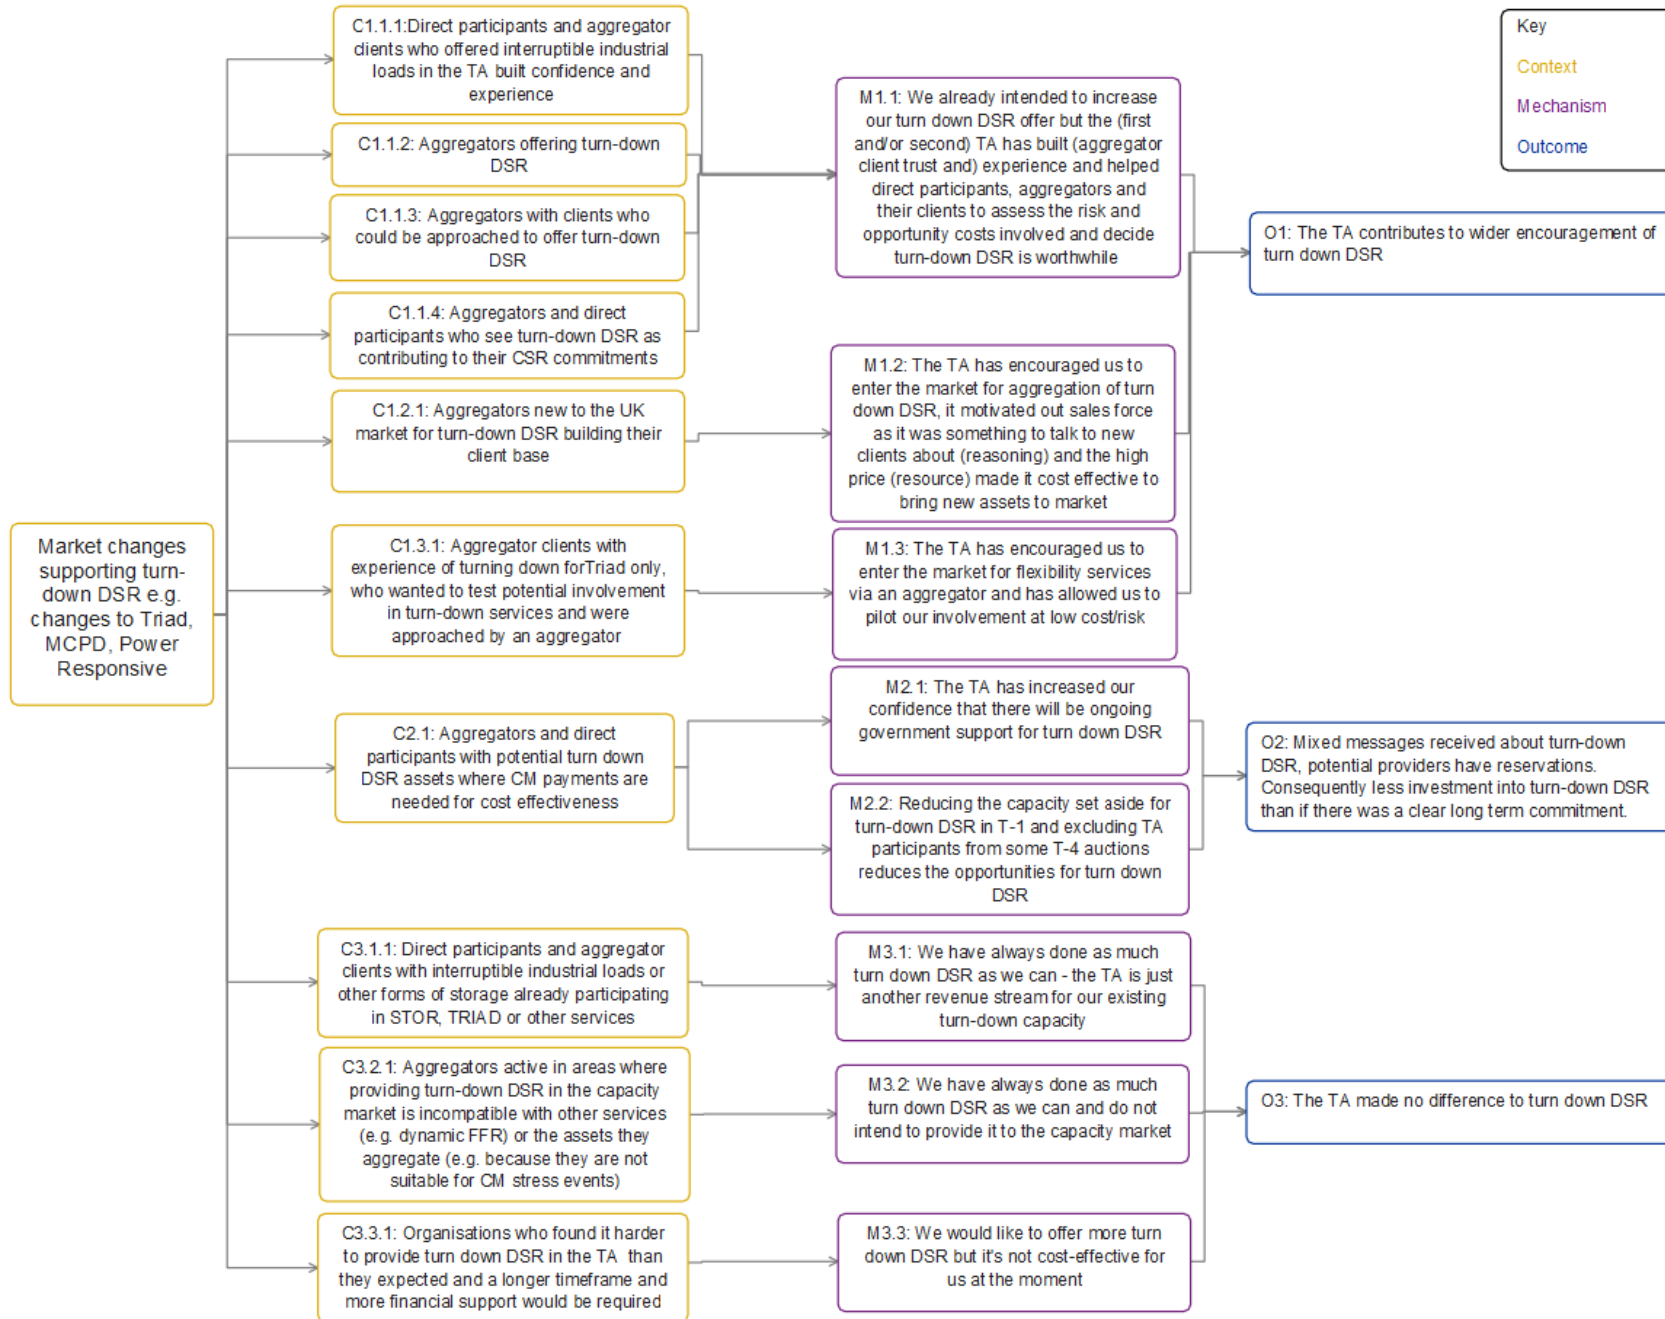 Key
Context
Mechanism
Outcome
Market changes
supporting turn-
down DSR e.g.
changes to Triad,
MCPD, Power
Responsive
C1.1.1:Direct participants and aggregator
clients who offered interruptible industrial
loads in the TA built confidence and
experience
C1.1.2: Aggregators offering turn-down
DSR
C1.1.3: Aggregators with clients who
could be approached to offer turn-down
DSR
C1.1.4: Aggregators and direct
participants who see turn-down DSR as
contributing to their CSR commitments
C1.2.1: Aggregators new to the UK
market for turn-down DSR building their
client base
C1.3.1: Aggregator clients with
experience of turning down forTriad only,
who wanted to test potential involvement
in turn-down services and were
approached by an aggregator
C2.1: Aggregators and direct
participants with potential turn down
DSR assets where CM payments are
needed for cost effectiveness
C3.1.1: Direct participants and aggregator
clients with interruptible industrial loads or
other forms of storage already participating
in STOR, TRIAD or other services
C3.2.1: Aggregators active in areas where
providing turn-down DSR in the capacity
market is incompatible with other services
(e.g. dynamic FFR) or the assets they
aggregate (e.g. because they are not
suitable for CM stress events)
C3.3.1: Organisations who found it harder
to provide turn down DSR in the TA than
they expected and a longer timeframe and
more financial support would be required
M1.1: We already intended to increase
our turn down DSR offer but the (first
and/or second) TA has built (aggregator
client trust and) experience and helped
direct participants, aggregators and
their clients to assess the risk and
opportunity costs involved and decide
turn-down DSR is worthwhile
M1.2: The TA has encouraged us to
enter the market for aggregation of turn
down DSR, it motivated out sales force
as it was something to talk to new
clients about (reasoning) and the high
price (resource) made it cost effective to
bring new assets to market
M1.3: The TA has encouraged us to
enter the market for flexibility services
via an aggregator and has allowed us to
pilot our involvement at low cost/risk
M2.1: The TA has increased our
confidence that there will be ongoing
government support for turn down DSR
M2.2: Reducing the capacity set aside for
turn-down DSR in T-1 and excluding TA
participants from some T-4 auctions
reduces the opportunities for turn down
DSR
M3.1: We have always done as much
turn down DSR as we can - the TA is just
another revenue stream for our existing
turn-down capacity
M3.2: We have always done as much
turn down DSR as we can and do not
intend to provide it to the capacity market
M3.3: We would like to offer more turn
down DSR but it's not cost-effective for
us at the moment
O1: The TA contributes to wider encouragement of
turn down DSR
O2: Mixed messages received about turn-down
DSR, potential providers have reservations.
Consequently less investment into turn-down DSR
than if there was a clear long term commitment.
O3: The TA made no difference to turn down DSR